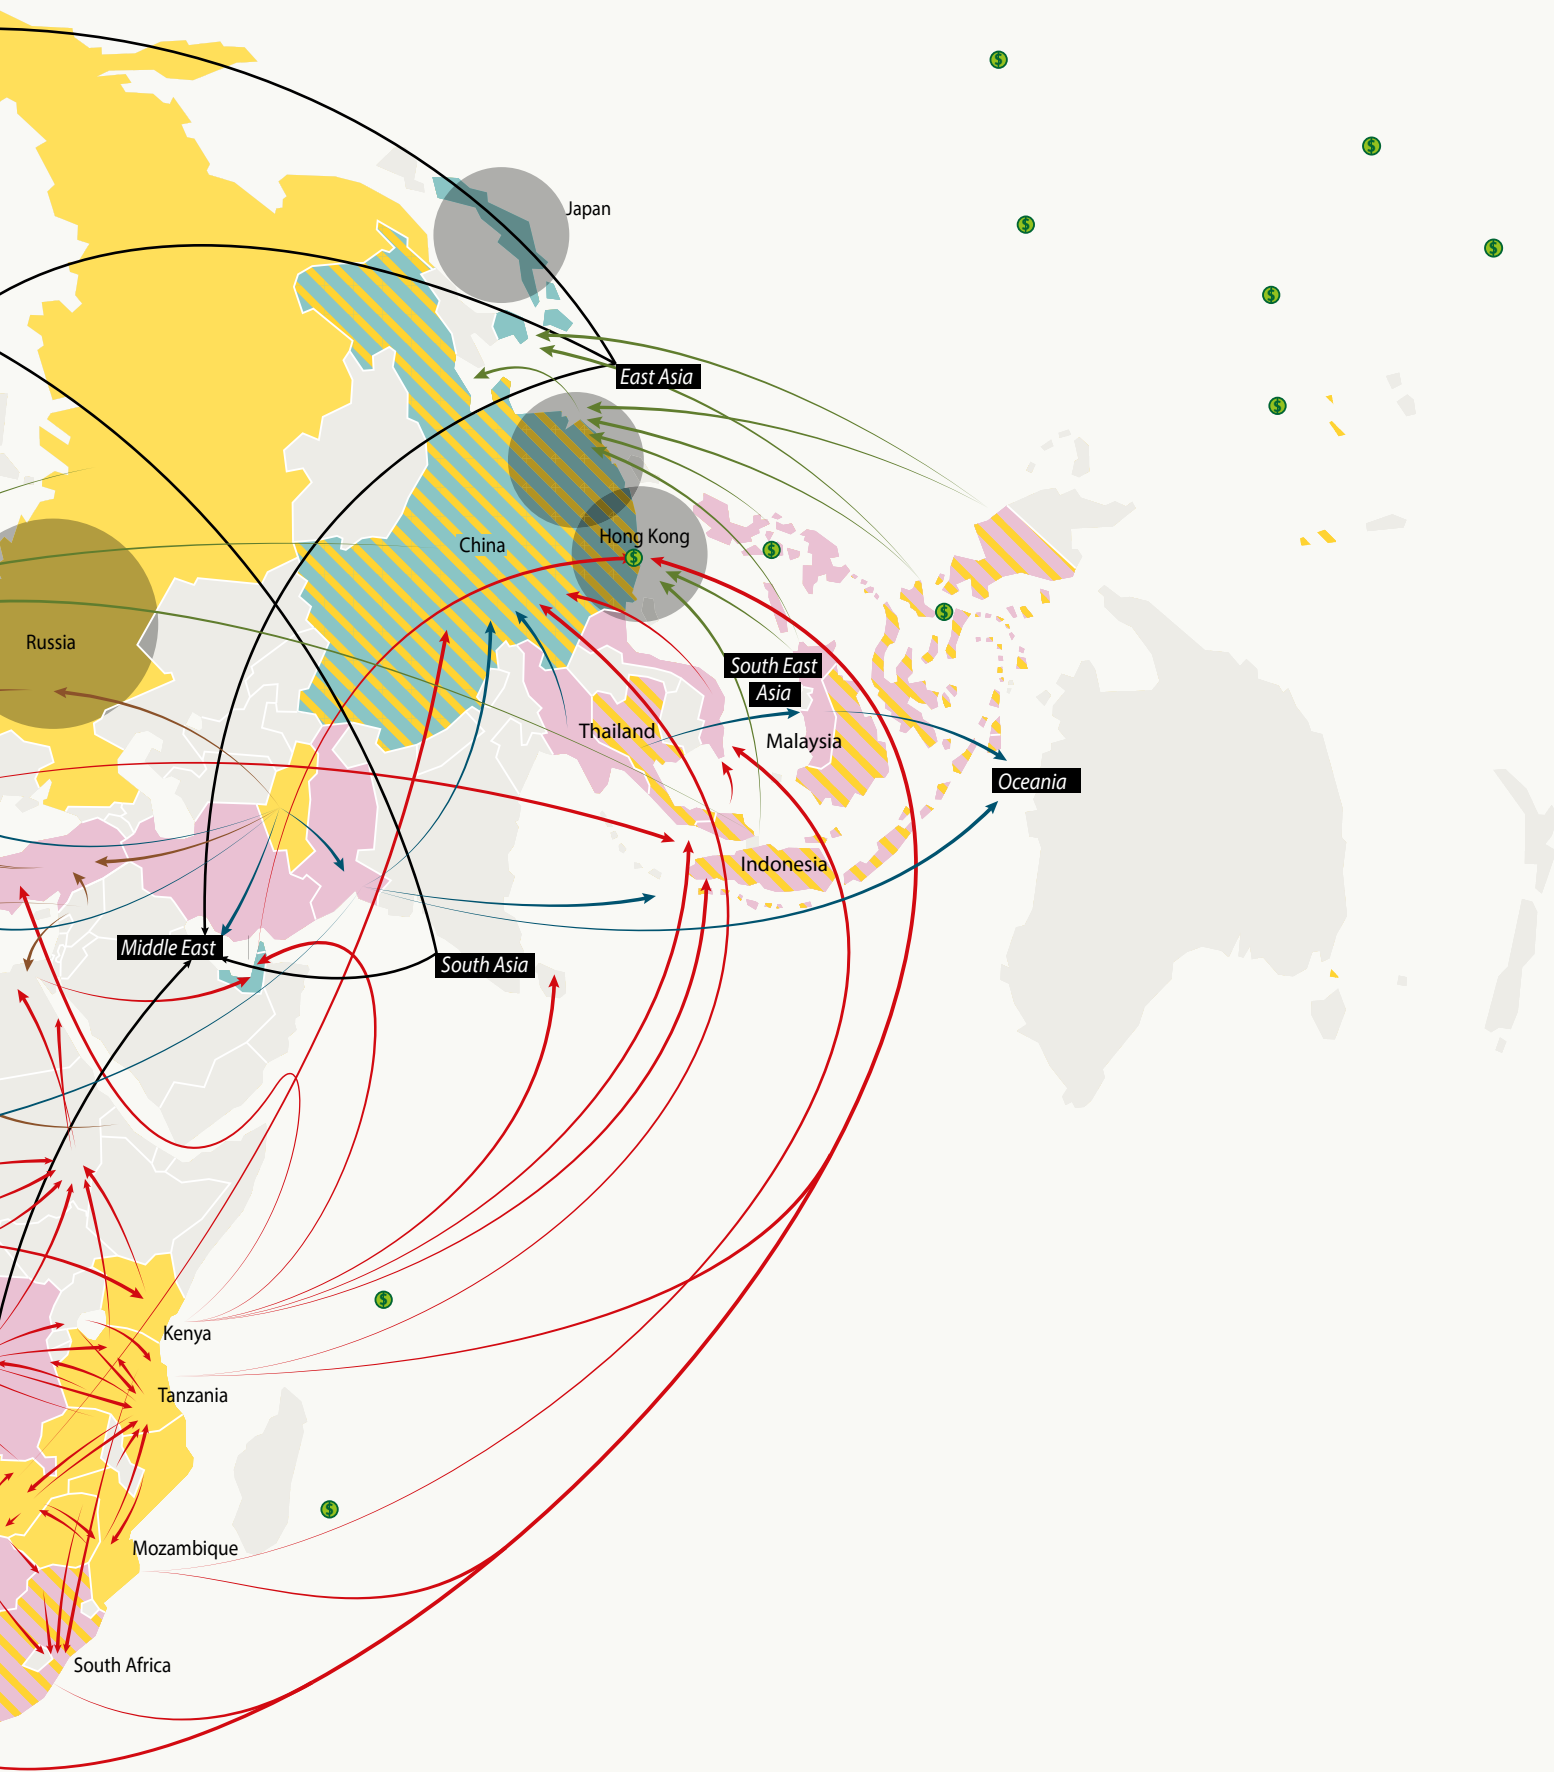 Japan
East Asia
Hong Kong
China
Russia
South East
Asia
Thailand
Malaysia
Oceania
Indonesia
Middle East
South Asia
Kenya
Tanzania
Mozambique
South Africa
$
$
$
$
$
$
$
$
$
$
$